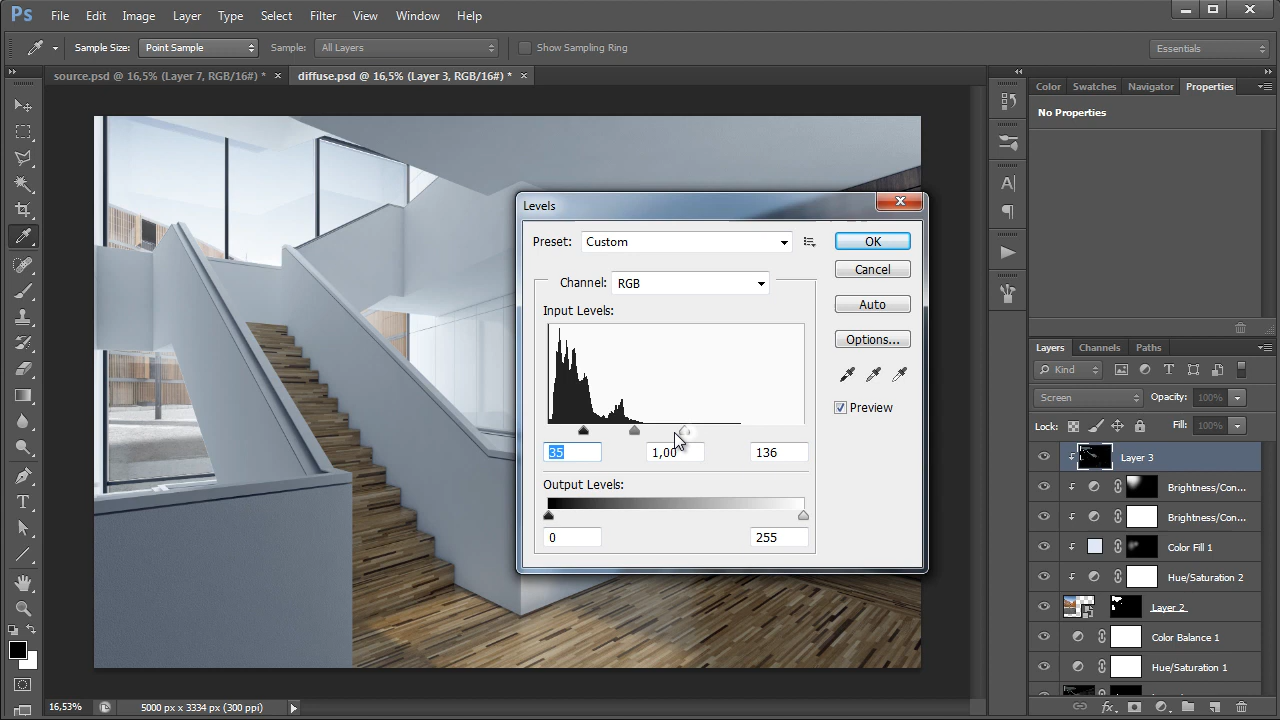 Ps File Edit Image Layer Type Select Filter View Window Help
Sample Size: Point Sample Sample: All Layers Show Sampling Ring Essentials
source.psd @ 16,5% (Layer 7, RGB/16#) * diffuse.psd @ 16,5% (Layer 3, RGB/16#) *
Color Swatches Navigator Properties
No Properties
Levels
Preset: Custom OK
Cancel
Channel: RGB
Auto
Input Levels:
Options...
Preview
35 1,00 136
Output Levels:
0 255
Layers Channels Paths
Kind
Screen Opacity: 100%
Lock: Fill: 100%
Layer 3
Brightness/Con...
Brightness/Con...
Color Fill 1
Hue/Saturation 2
Layer 2
Color Balance 1
Hue/Saturation 1
16,53% 5000 px x 3334 px (300 ppi)